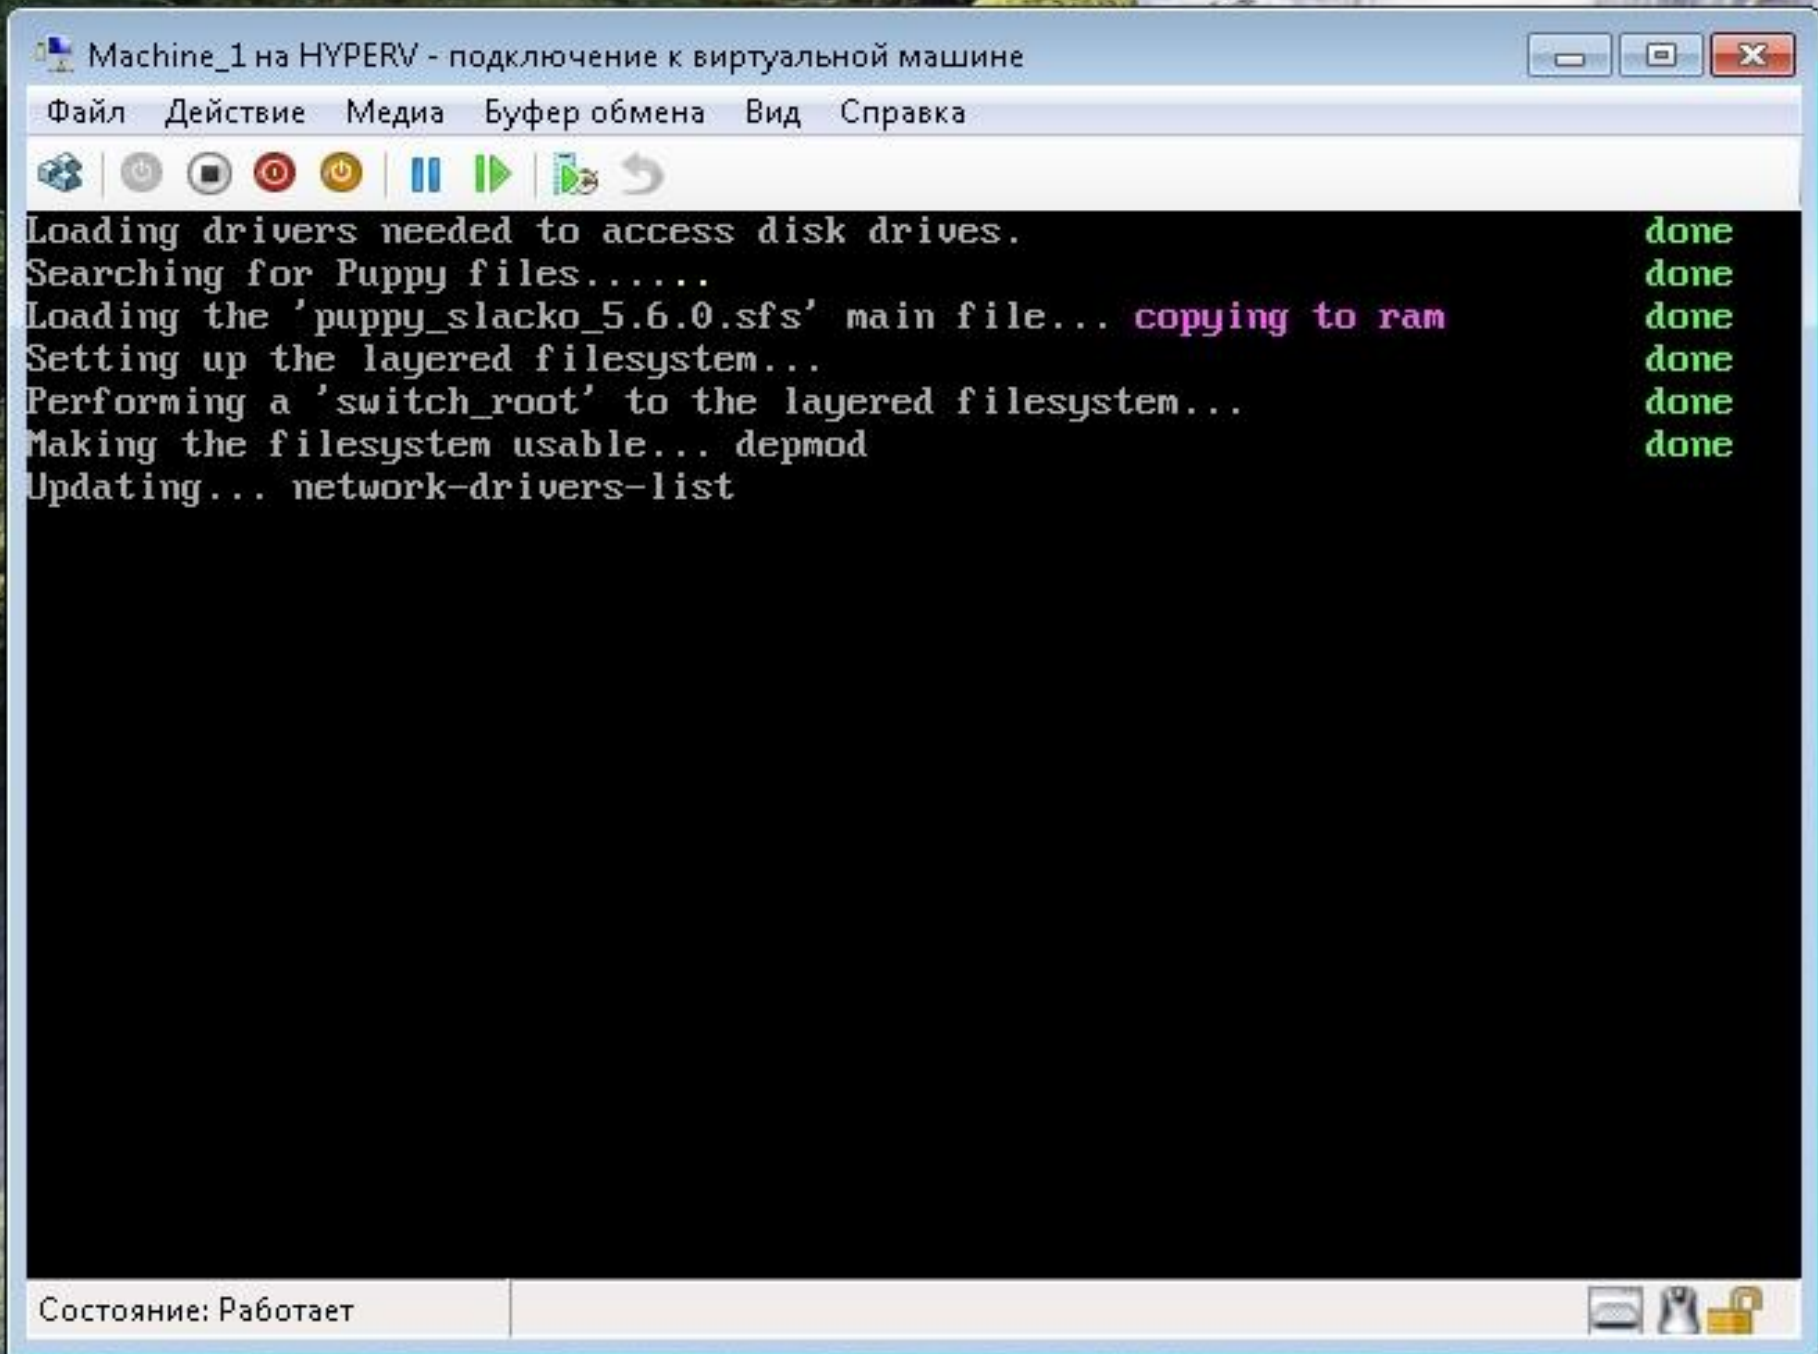 Machine_1 на HYPERV - подключение к виртуальной машине
Файл Действие Медиа Буфер обмена Вид Справка
Loading drivers needed to access disk drives. done
Searching for Puppy files...... done
Loading the 'puppy_slacko_5.6.0.sfs' main file... copying to ram done
Setting up the layered filesystem... done
Performing a 'switch_root' to the layered filesystem... done
Making the filesystem usable... depmod done
Updating... network-drivers-list
Состояние: Работает